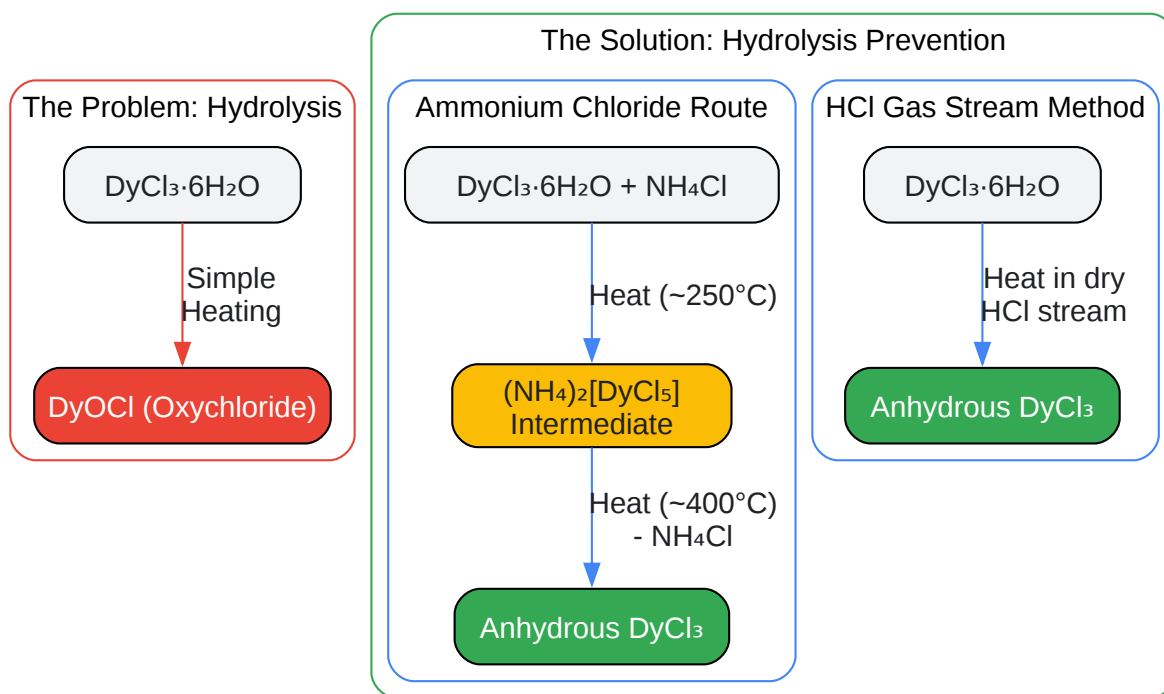 The Solution: Hydrolysis Prevention
The Problem: Hydrolysis
DyCl₃·6H₂O
Simple
Heating
DyOCl (Oxychloride)
Ammonium Chloride Route
DyCl₃·6H₂O + NH₄Cl
Heat (~250°C)
(NH₄)₂[DyCl₅]
Intermediate
Heat (~400°C)
- NH₄Cl
Anhydrous DyCl₃
HCl Gas Stream Method
DyCl₃·6H₂O
Heat in dry
HCl stream
Anhydrous DyCl₃